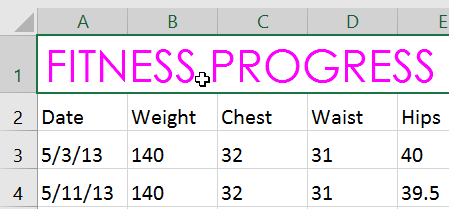 A B C D E
1 FITNESS PROGRESS
2 Date Weight Chest Waist Hips
3 5/3/13 140 32 31 40
4 5/11/13 140 32 31 39.5